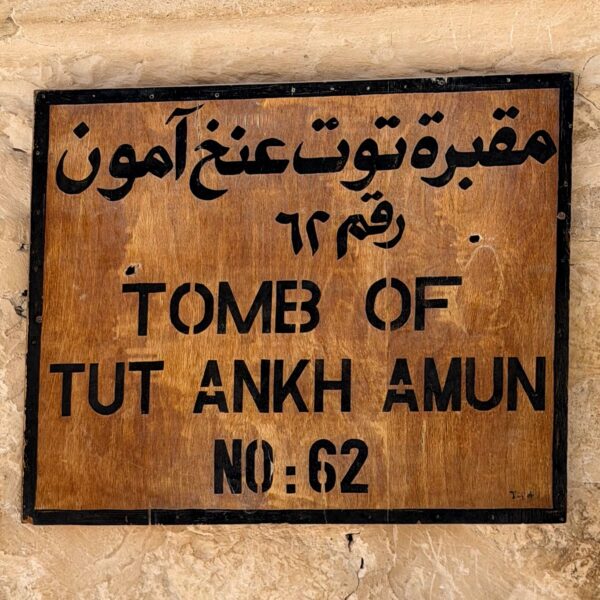 مقبرة توت عنخ آمون
رقم ٦٢
TOMB OF
TUT ANKH AMUN
NO: 62